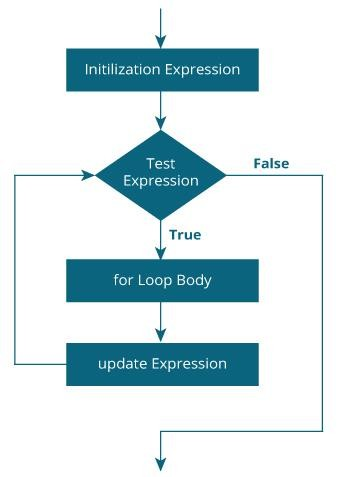 Initilization Expression
Test
Expression
False
True
for Loop Body
update Expression